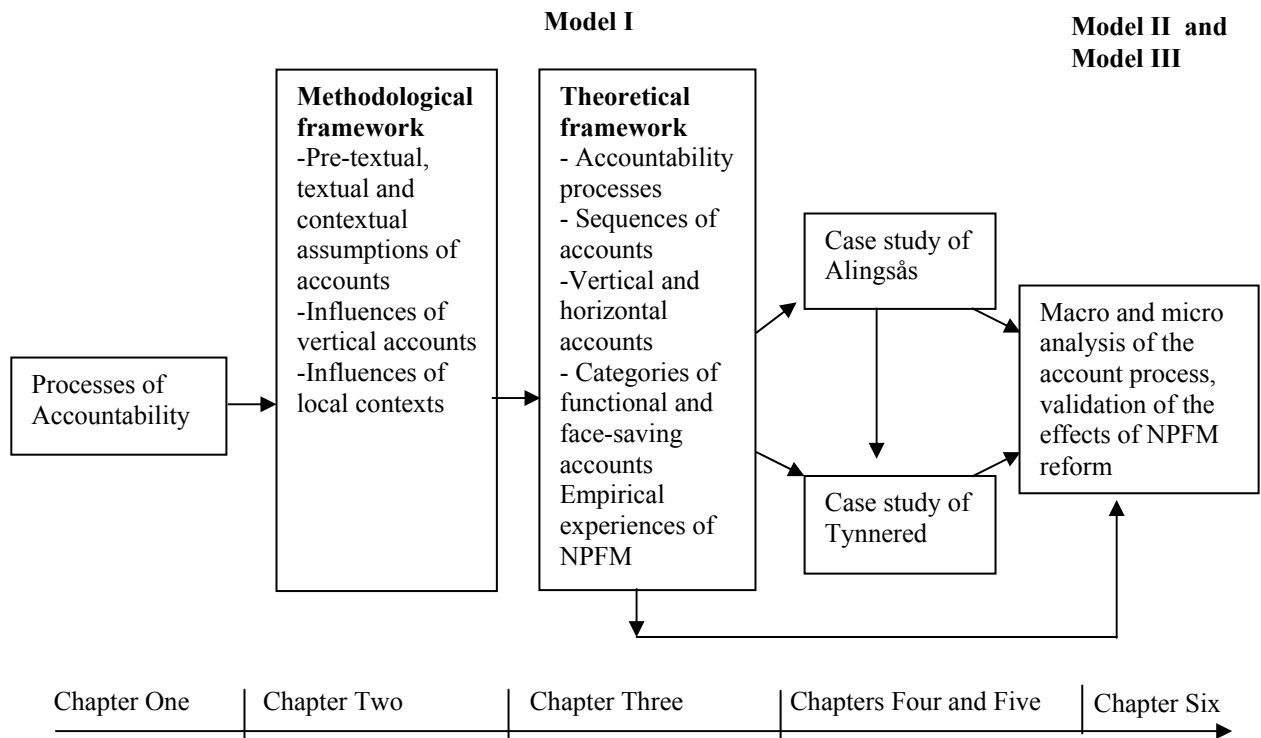 Model I
Model II and
Model III
Processes of
Accountability
Methodological
framework
-Pre-textual,
textual and
contextual
assumptions of
accounts
-Influences of
vertical accounts
-Influences of
local contexts
Theoretical
framework
- Accountability
processes
- Sequences of
accounts
-Vertical and
horizontal
accounts
- Categories of
functional and
face-saving
accounts
Empirical
experiences of
NPFM
Case study of
Alingsås
Case study of
Tynnered
Macro and micro
analysis of the
account process,
validation of the
effects of NPFM
reform
Chapter One
Chapter Two
Chapter Three
Chapters Four and Five
Chapter Six